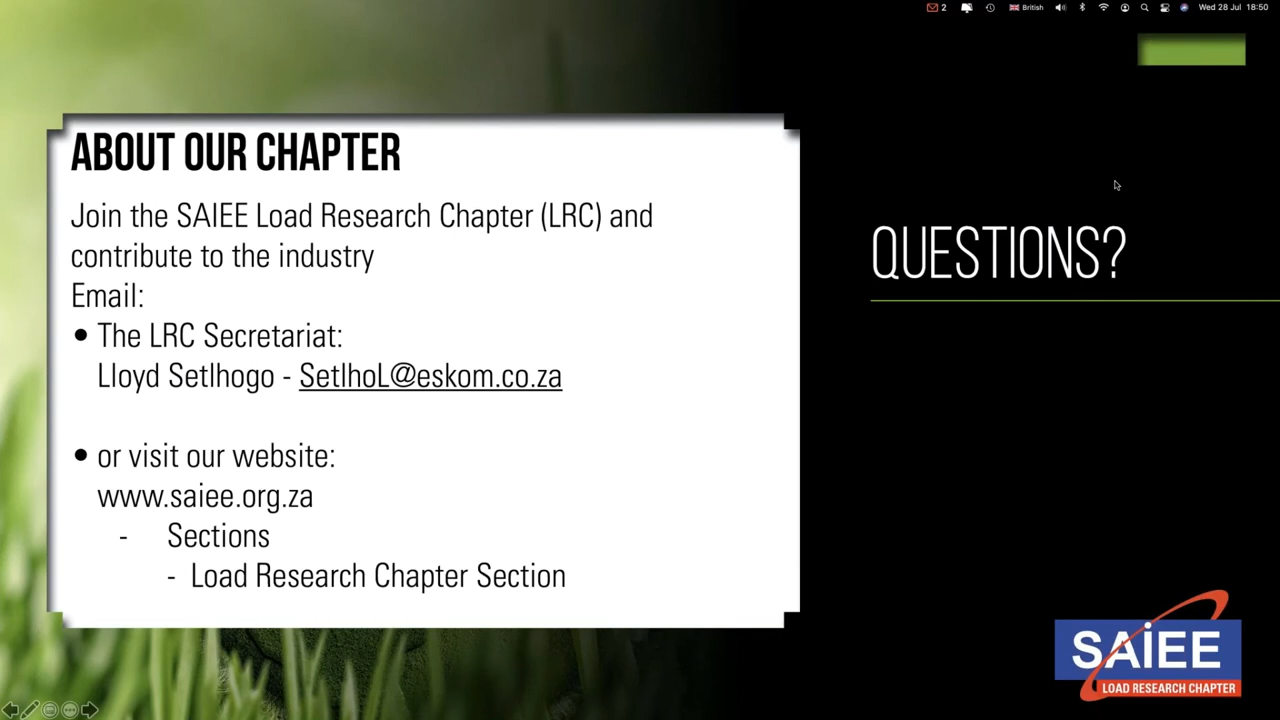 2 British Wed 28 Jul 18:50
ABOUT OUR CHAPTER
Join the SAIEE Load Research Chapter (LRC) and
contribute to the industry
Email:
• The LRC Secretariat:
Lloyd Setlhogo - SetlhoL@eskom.co.za
• or visit our website:
www.saiee.org.za
- Sections
- Load Research Chapter Section
QUESTIONS?
SAiEE
LOAD RESEARCH CHAPTER